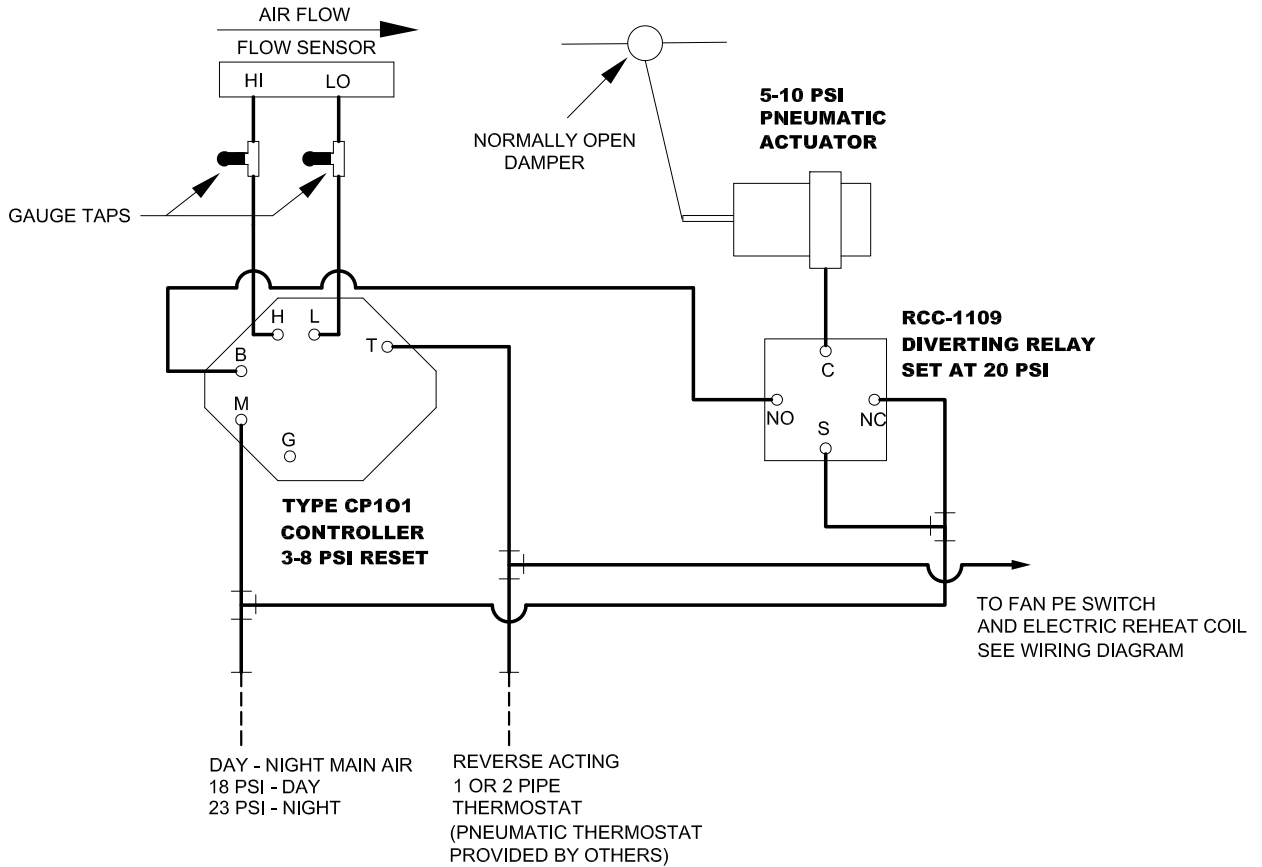 AIR FLOW
FLOW SENSOR
HI
LO
GAUGE TAPS
NORMALLY OPEN
DAMPER
5-10 PSI
PNEUMATIC
ACTUATOR
H
L
T
B
M
G
TYPE CP101
CONTROLLER
3-8 PSI RESET
RCC-1109
DIVERTING RELAY
SET AT 20 PSI
C
NO
NC
S
TO FAN PE SWITCH
AND ELECTRIC REHEAT COIL
SEE WIRING DIAGRAM
DAY - NIGHT MAIN AIR
18 PSI - DAY
23 PSI - NIGHT
REVERSE ACTING
1 OR 2 PIPE
THERMOSTAT
(PNEUMATIC THERMOSTAT
PROVIDED BY OTHERS)